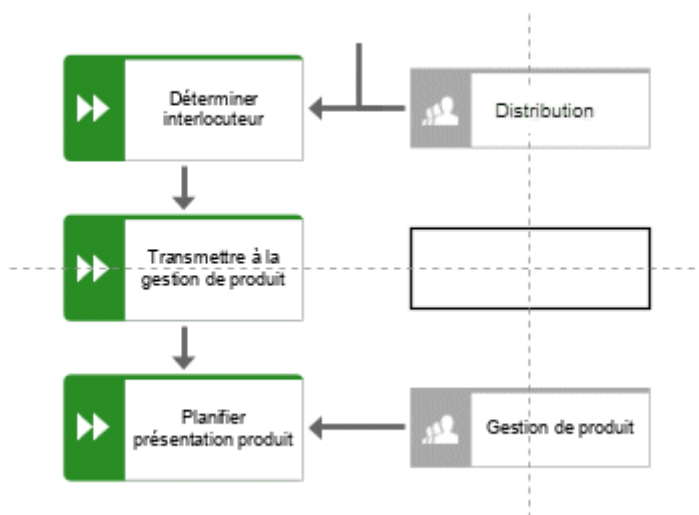 Déterminer
interlocuteur
Distribution
Transmettre à la
gestion de produit
Planifier
présentation produit
Gestion de produit